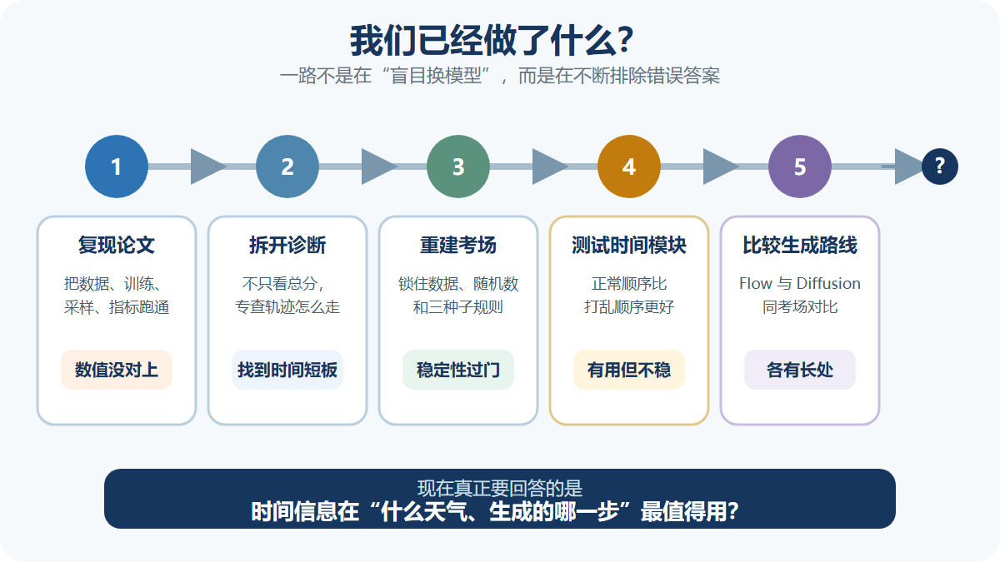 我们已经做了什么？
一路不是在“盲目换模型”，而是在不断排除错误答案
1
2
3
4
5
?
复现论文
把数据、训练、
采样、指标跑通
数值没对上
拆开诊断
不只看总分，
专查轨迹怎么走
找到时间短板
重建考场
锁住数据、随机数
和三种子规则
稳定性过门
测试时间模块
正常顺序比
打乱顺序更好
有用但不稳
比较生成路线
Flow 与 Diffusion
同考场对比
各有长处
现在真正要回答的是
时间信息在“什么天气、生成的哪一步”最值得用？